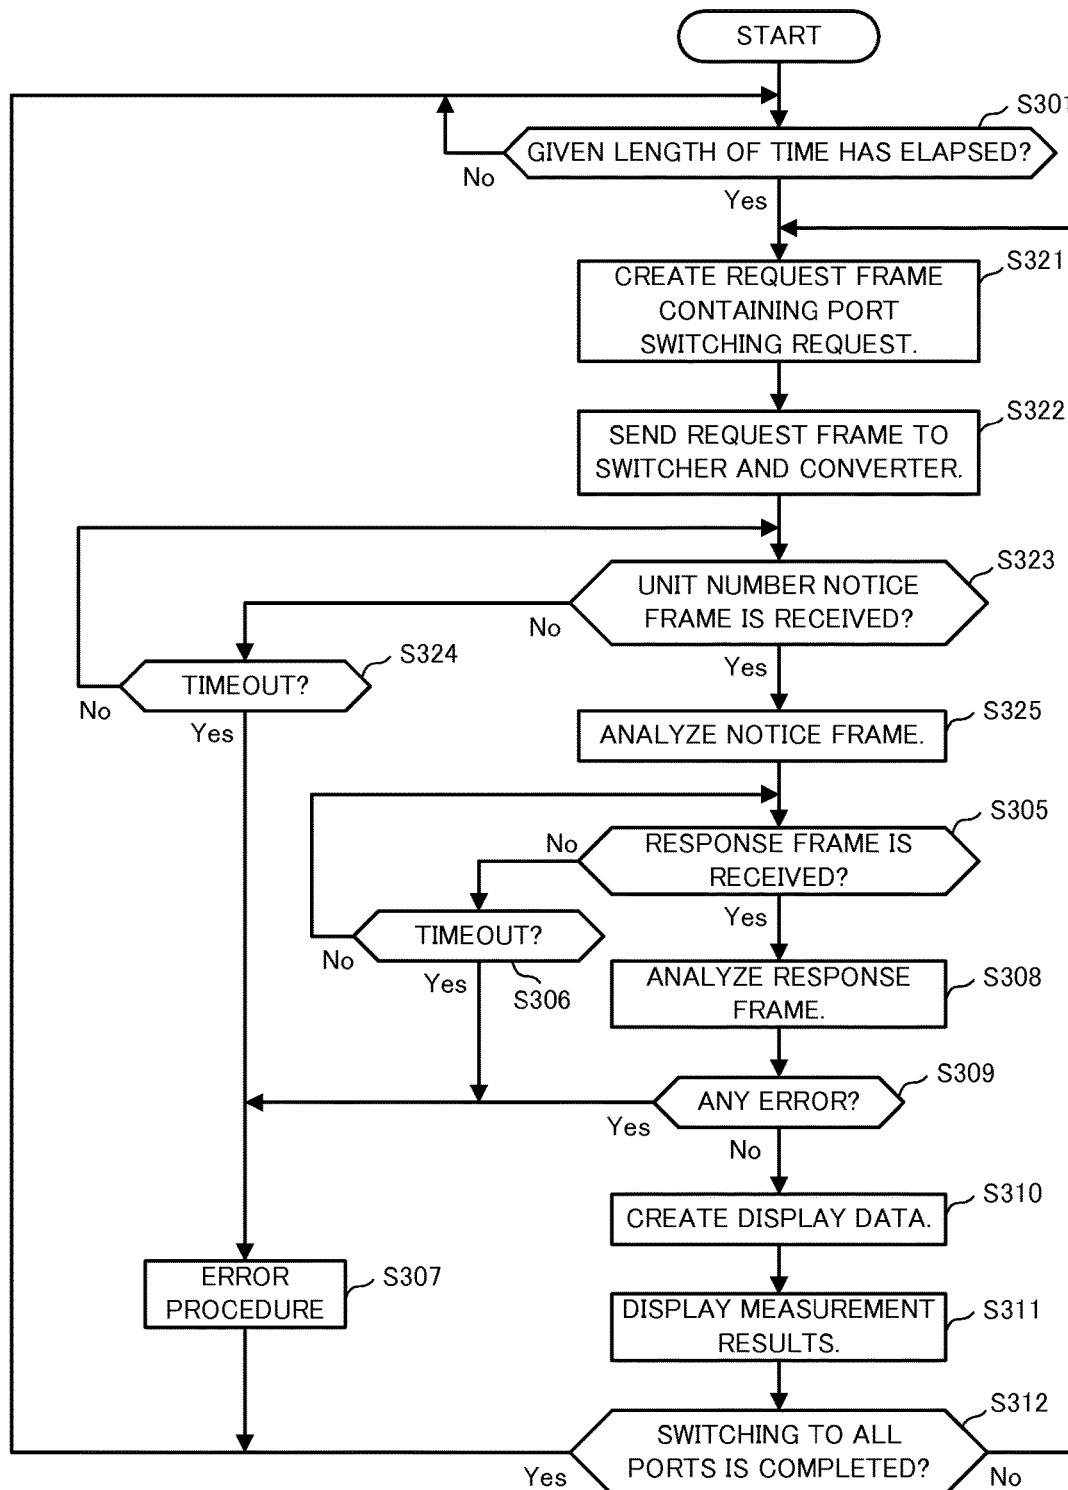 START
S301
GIVEN LENGTH OF TIME HAS ELAPSED?
No
Yes
S321
CREATE REQUEST FRAME
CONTAINING PORT
SWITCHING REQUEST.
S322
SEND REQUEST FRAME TO
SWITCHER AND CONVERTER.
S323
UNIT NUMBER NOTICE
FRAME IS RECEIVED?
No
Yes
S324
TIMEOUT?
No
Yes
S325
ANALYZE NOTICE FRAME.
S305
RESPONSE FRAME IS
RECEIVED?
No
Yes
TIMEOUT?
No
Yes
S306
S308
ANALYZE RESPONSE
FRAME.
S309
ANY ERROR?
Yes
No
S310
CREATE DISPLAY DATA.
S307
ERROR
PROCEDURE
S311
DISPLAY MEASUREMENT
RESULTS.
S312
SWITCHING TO ALL
PORTS IS COMPLETED?
Yes
No